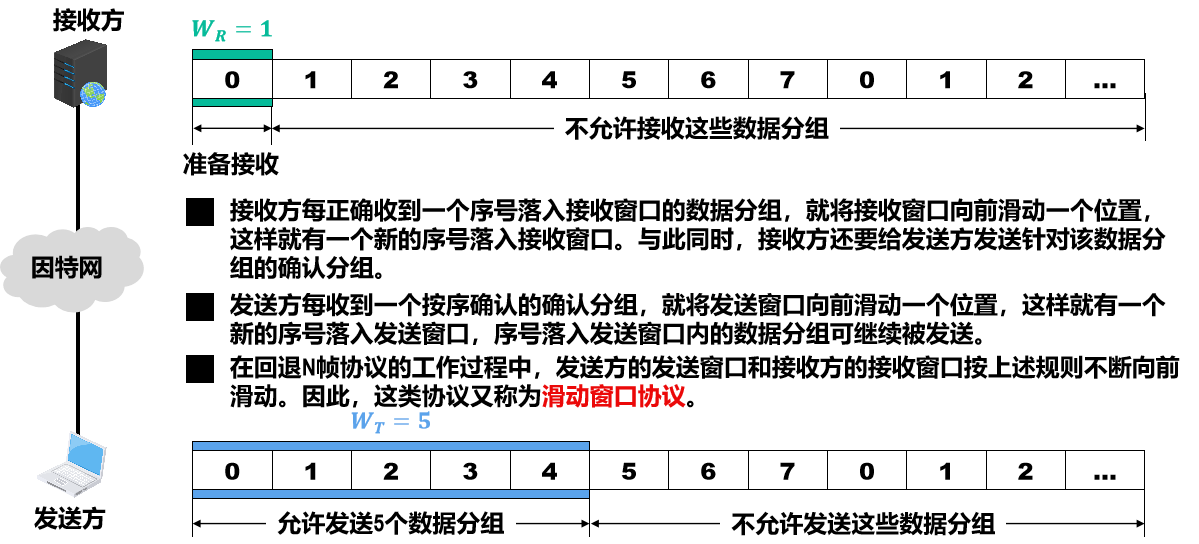 接收方
W_R = 1
0 1 2 3 4 5 6 7 0 1 2 ...
不允许接收这些数据分组
准备接收
接收方每正确收到一个序号落入接收窗口的数据分组，就将接收窗口向前滑动一个位置，
这样就有一个新的序号落入接收窗口。与此同时，接收方还要给发送方发送针对该数据分
组的确认分组。
因特网
发送方每收到一个按序确认的确认分组，就将发送窗口向前滑动一个位置，这样就有一个
新的序号落入发送窗口，序号落入发送窗口内的数据分组可继续被发送。
在回退N帧协议的工作过程中，发送方的发送窗口和接收方的接收窗口按上述规则不断向前
滑动。因此，这类协议又称为滑动窗口协议。
W_T = 5
0 1 2 3 4 5 6 7 0 1 2 ...
发送方
允许发送5个数据分组 不允许发送这些数据分组